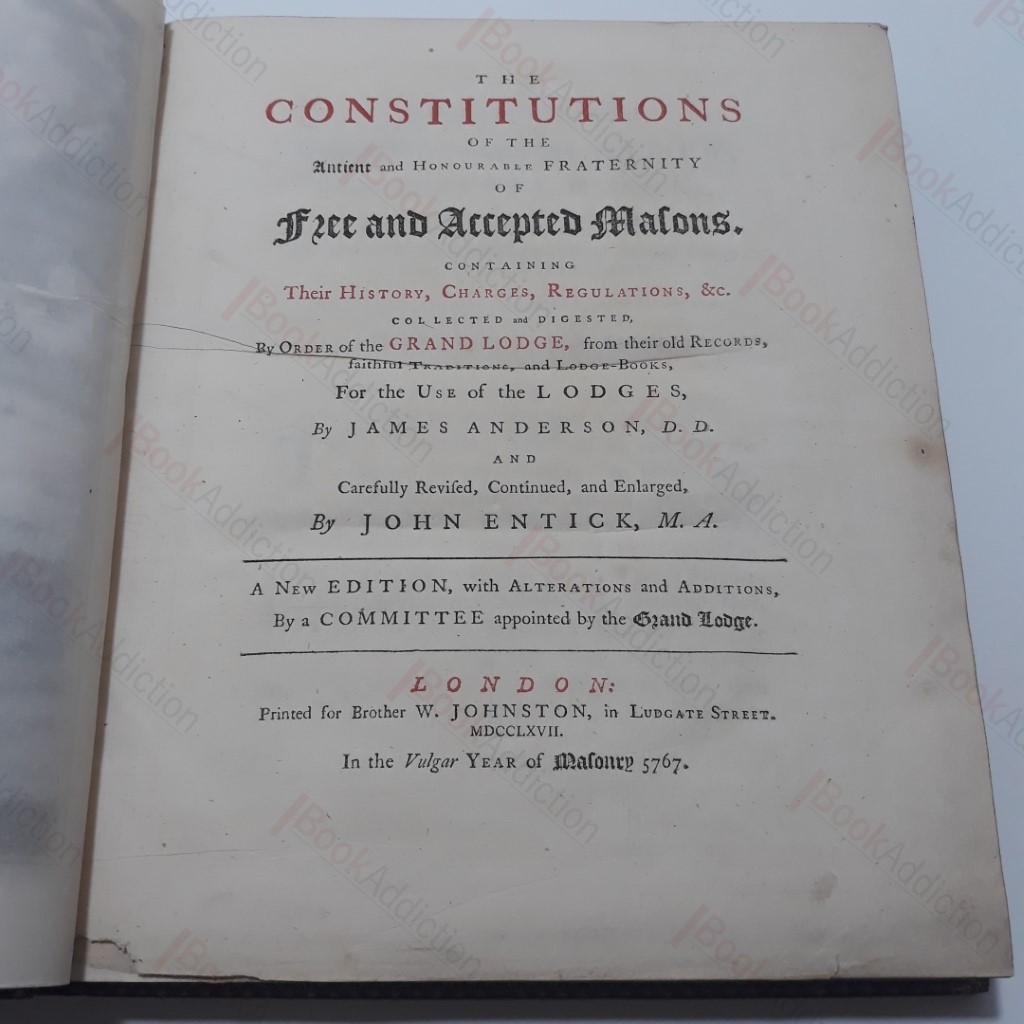 THE
CONSTITUTIONS
OF THE
Antient and HONOURABLE FRATERNITY
OF
Free and Accepted Maſons.
CONTAINING
Their HISTORY, CHARGES, REGULATIONS, &c.
COLLECTED and DIGESTED,
By ORDER of the GRAND LODGE, from their old RECORDS,
faithful TRADITIONS, and LODGE-BOOKS,
For the USE of the LODGES,
By JAMES ANDERSON, D. D.
AND
Carefully Reviſed, Continued, and Enlarged,
By JOHN ENTICK, M. A.
A NEW EDITION, with ALTERATIONS and ADDITIONS,
By a COMMITTEE appointed by the Grand Lodge.
LONDON:
Printed for Brother W. JOHNSTON, in LUDGATE STREET.
MDCCLXVII.
In the Vulgar YEAR of Maſonry 5767.
BookAddiction